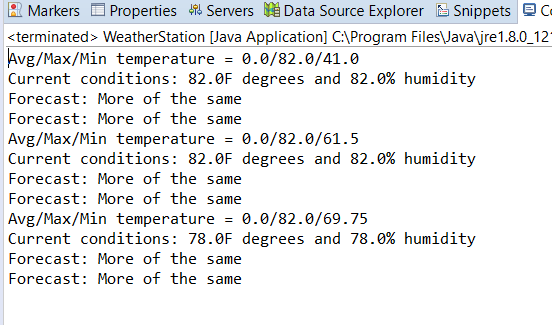 Markers Properties Servers Data Source Explorer Snippets
<terminated> WeatherStation [Java Application] C:\Program Files\Java\jre1.8.0_121
Avg/Max/Min temperature = 0.0/82.0/41.0
Current conditions: 82.0F degrees and 82.0% humidity
Forecast: More of the same
Forecast: More of the same
Avg/Max/Min temperature = 0.0/82.0/61.5
Current conditions: 82.0F degrees and 82.0% humidity
Forecast: More of the same
Forecast: More of the same
Avg/Max/Min temperature = 0.0/82.0/69.75
Current conditions: 78.0F degrees and 78.0% humidity
Forecast: More of the same
Forecast: More of the same